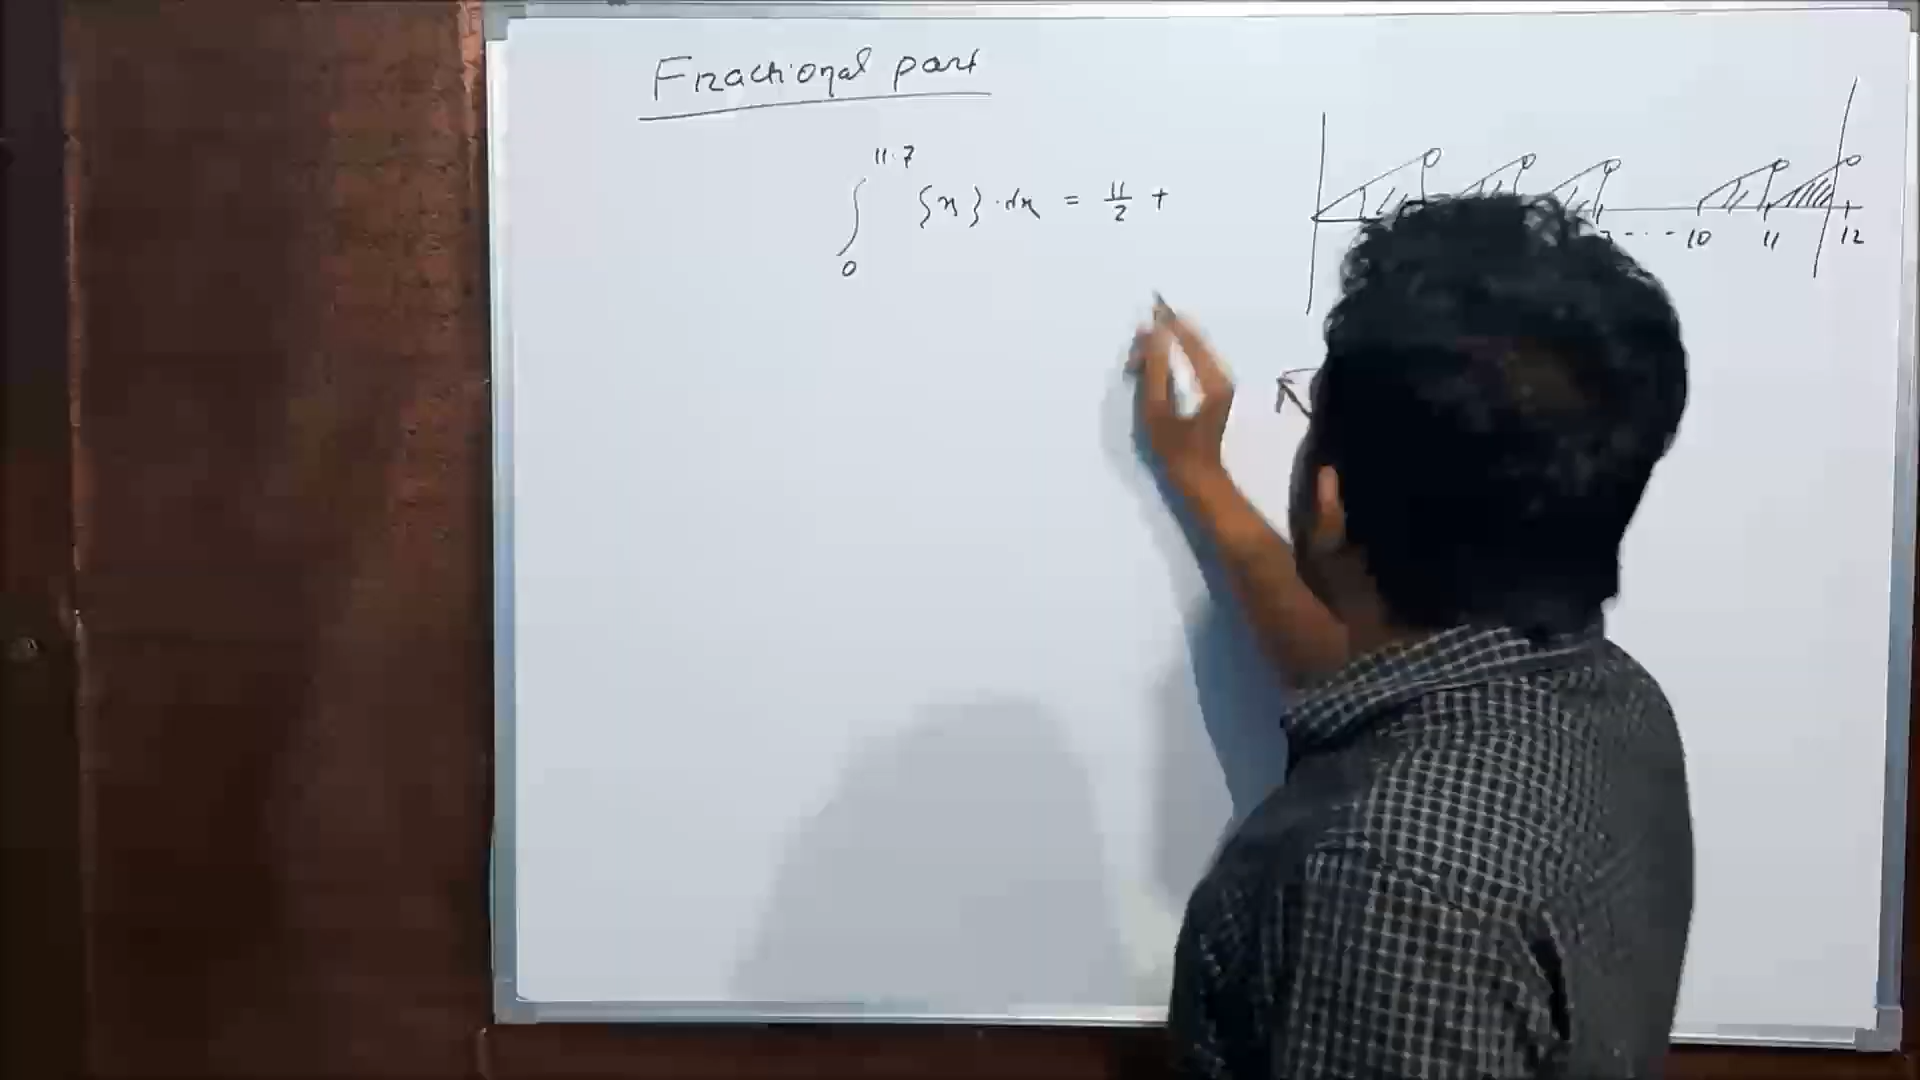 Fractional part
11.7
∫ {x}.dx = 11/2 +
0
- - - - 10 11 12